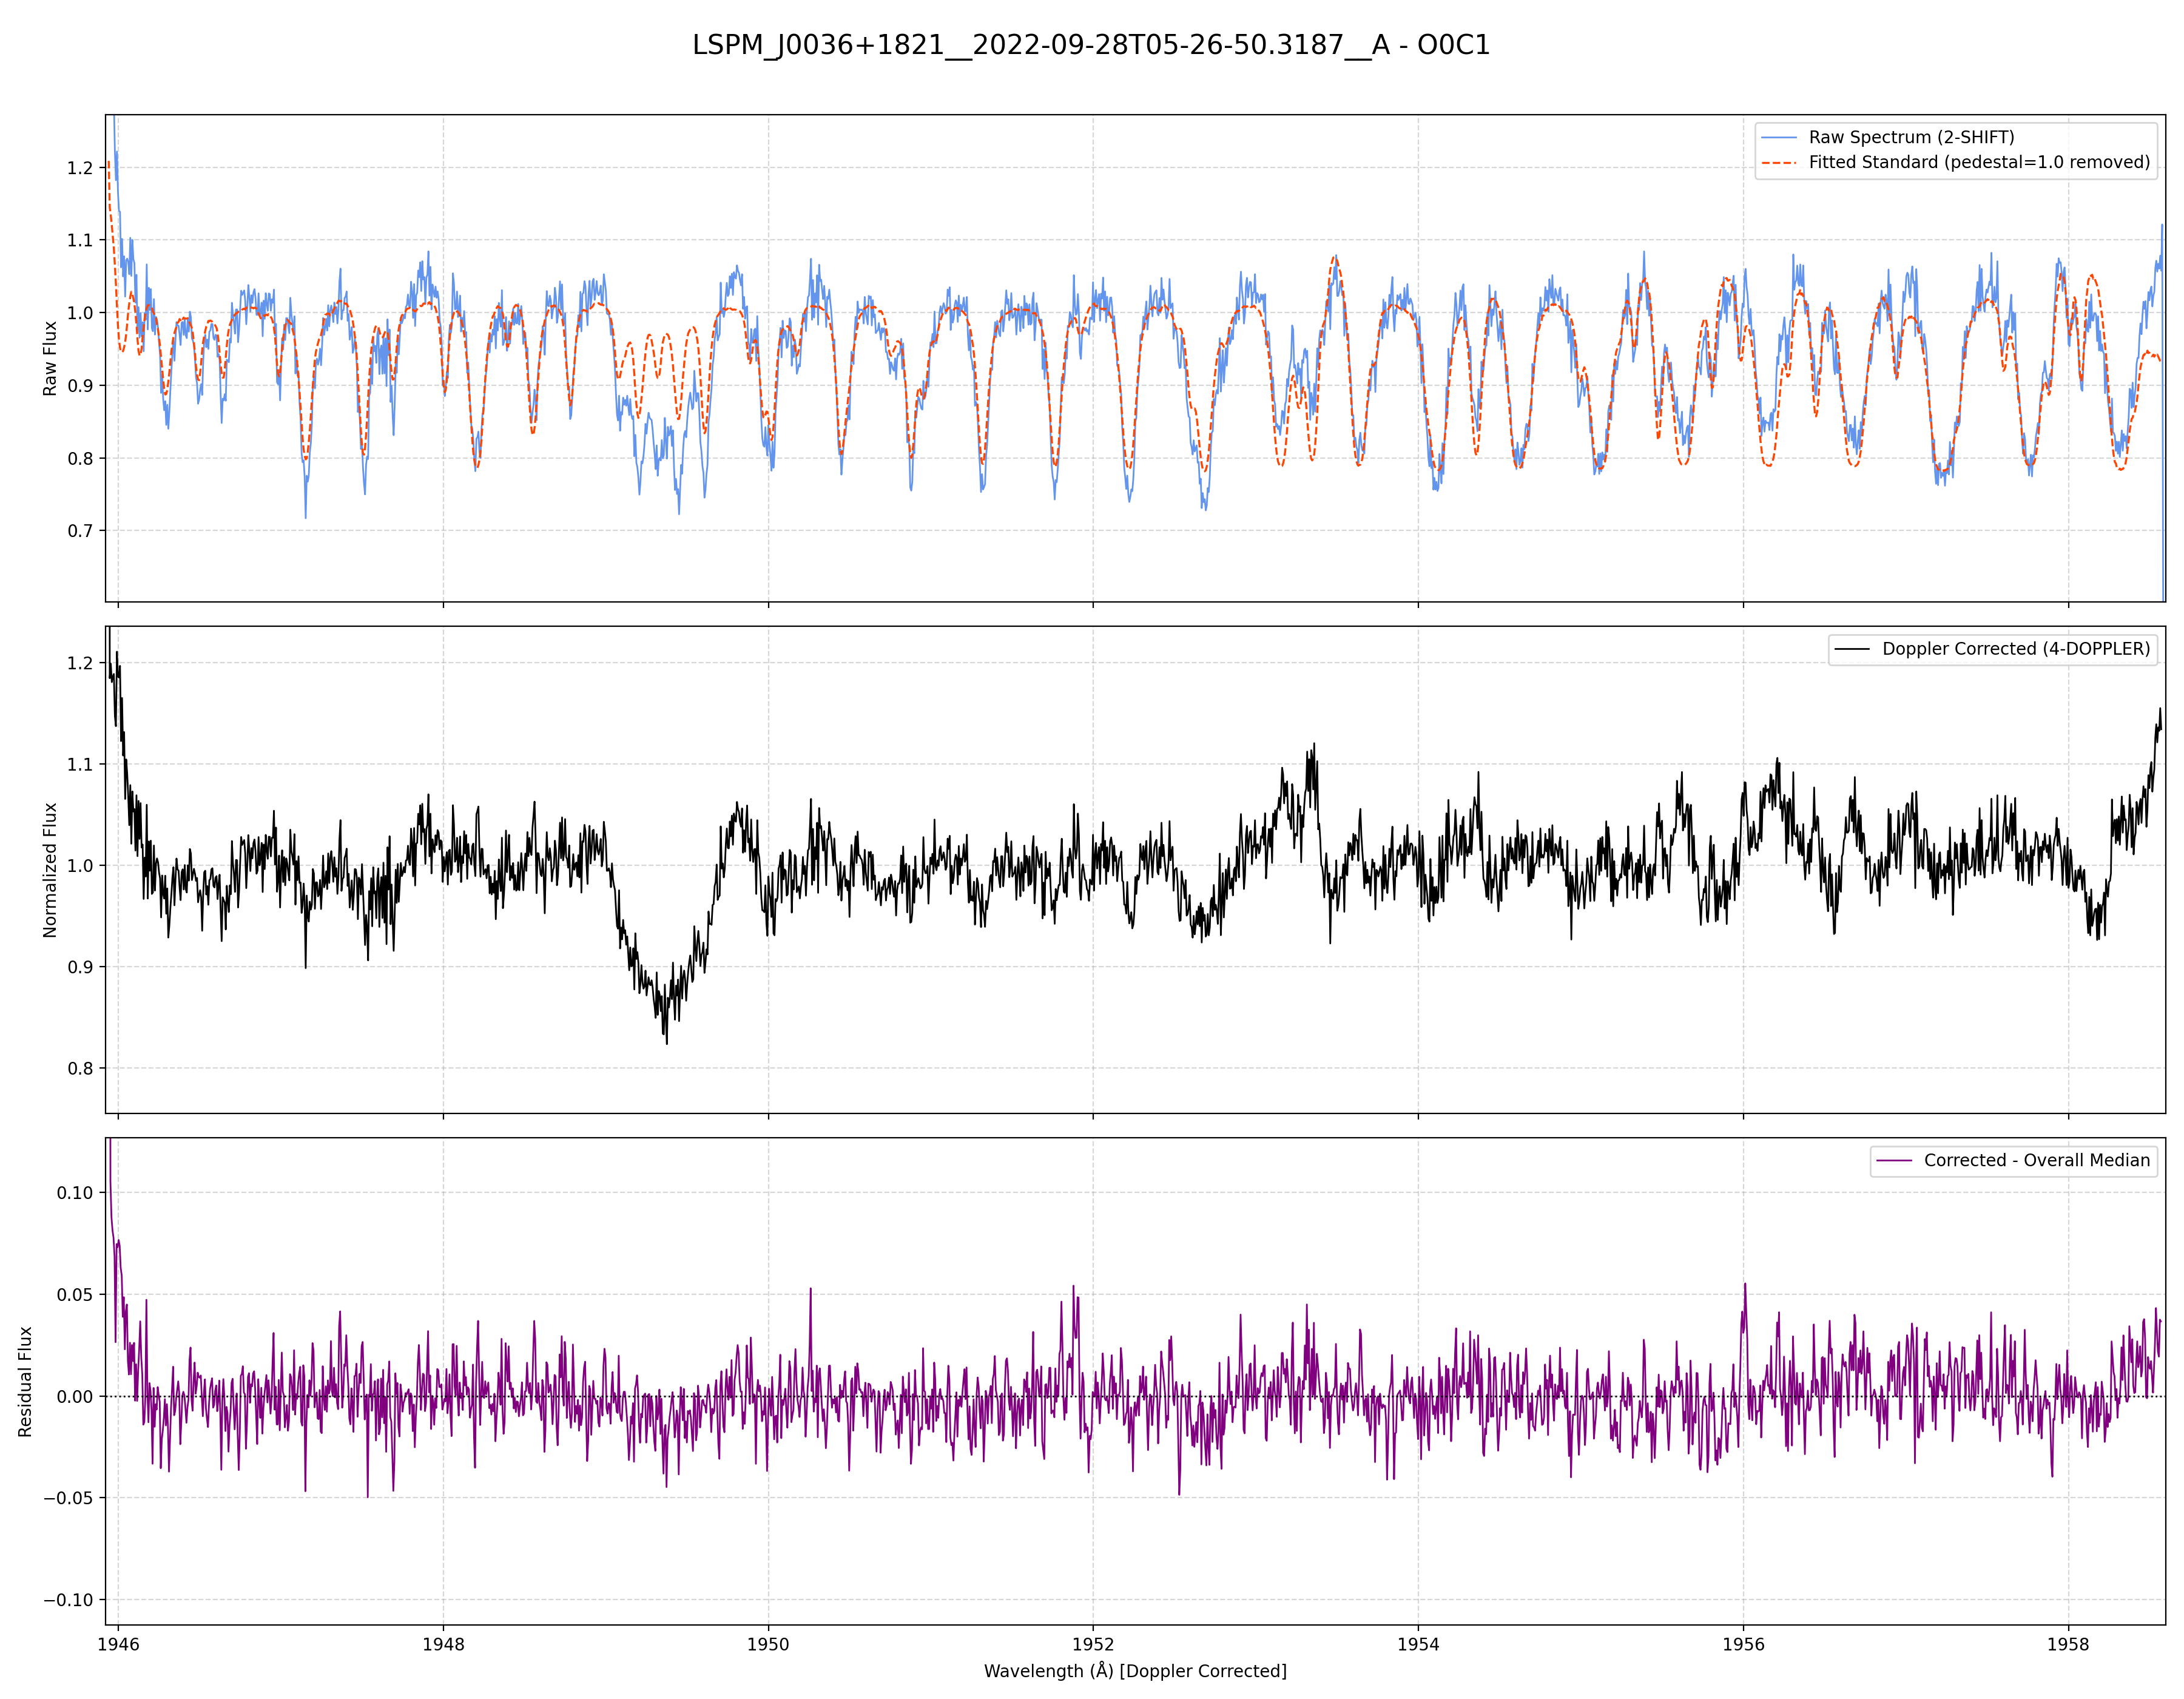 LSPM_J0036+1821__2022-09-28T05-26-50.3187__A - O0C1
Raw Spectrum (2-SHIFT)
Fitted Standard (pedestal=1.0 removed)
Raw Flux
1.2
1.1
1.0
0.9
0.8
0.7
Doppler Corrected (4-DOPPLER)
Normalized Flux
1.2
1.1
1.0
0.9
0.8
Corrected - Overall Median
Residual Flux
0.10
0.05
0.00
−0.05
−0.10
1946 1948 1950 1952 1954 1956 1958
Wavelength (Å) [Doppler Corrected]